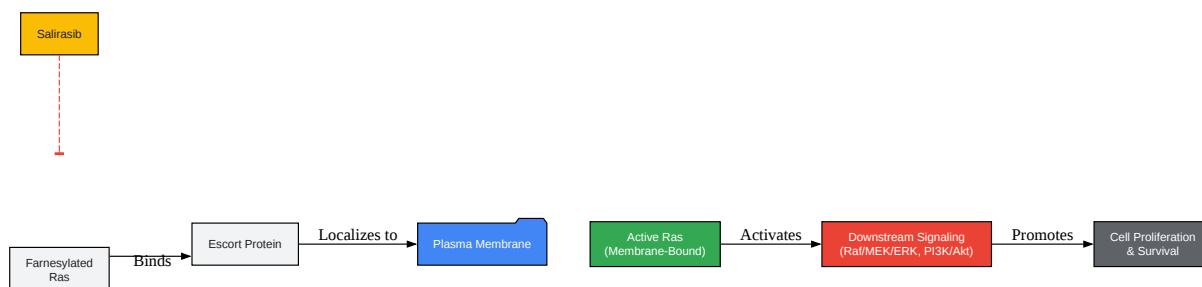 Salirasib
Farnesylated
Ras
Binds
Escort Protein
Localizes to
Plasma Membrane
Active Ras
(Membrane-Bound)
Activates
Downstream Signaling
(Raf/MEK/ERK, PI3K/Akt)
Promotes
Cell Proliferation
& Survival